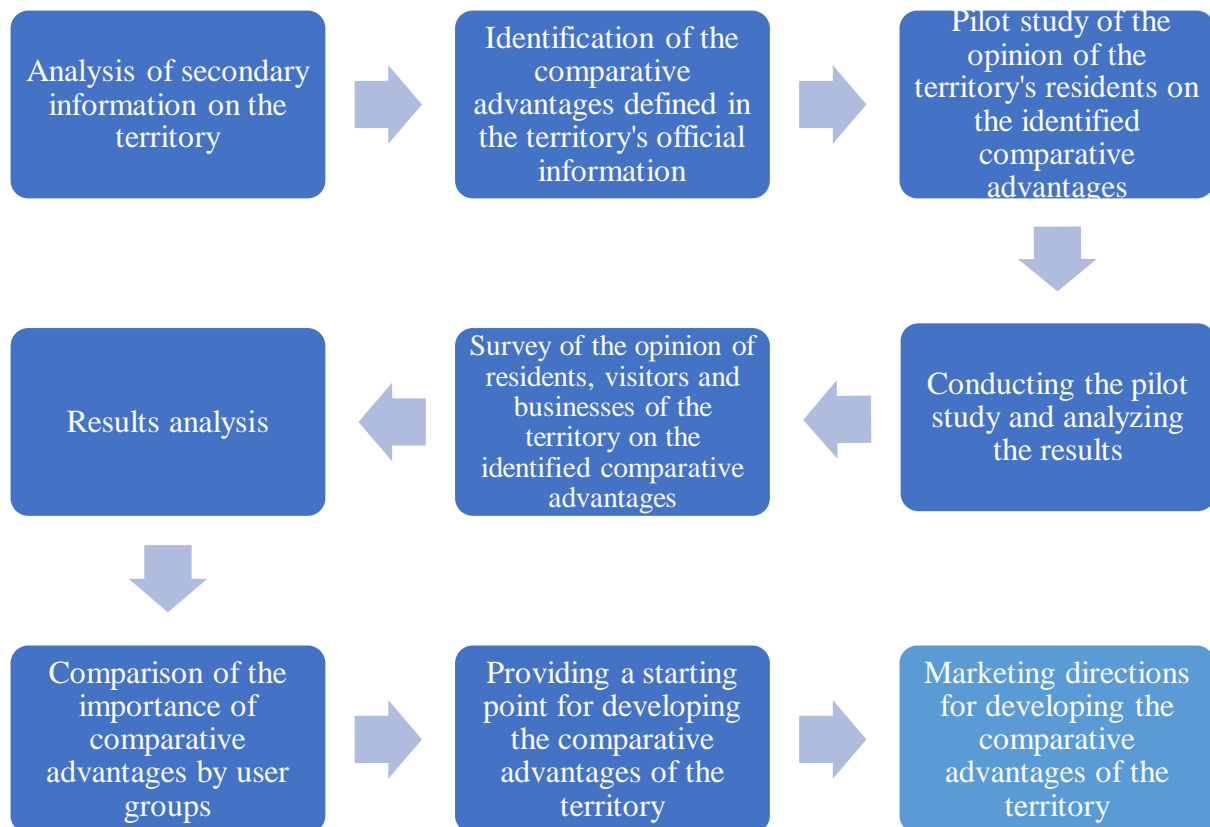 Analysis of secondary
information on the
territory
Identification of the
comparative
advantages defined in
the territory's official
information
Pilot study of the
opinion of the
territory's residents on
the identified
comparative
advantages
Conducting the pilot
study and analyzing
the results
Survey of the opinion of
residents, visitors and
businesses of the
territory on the
identified comparative
advantages
Results analysis
Comparison of the
importance of
comparative
advantages by user
groups
Providing a starting
point for developing
the comparative
advantages of the
territory
Marketing directions
for developing the
comparative
advantages of the
territory